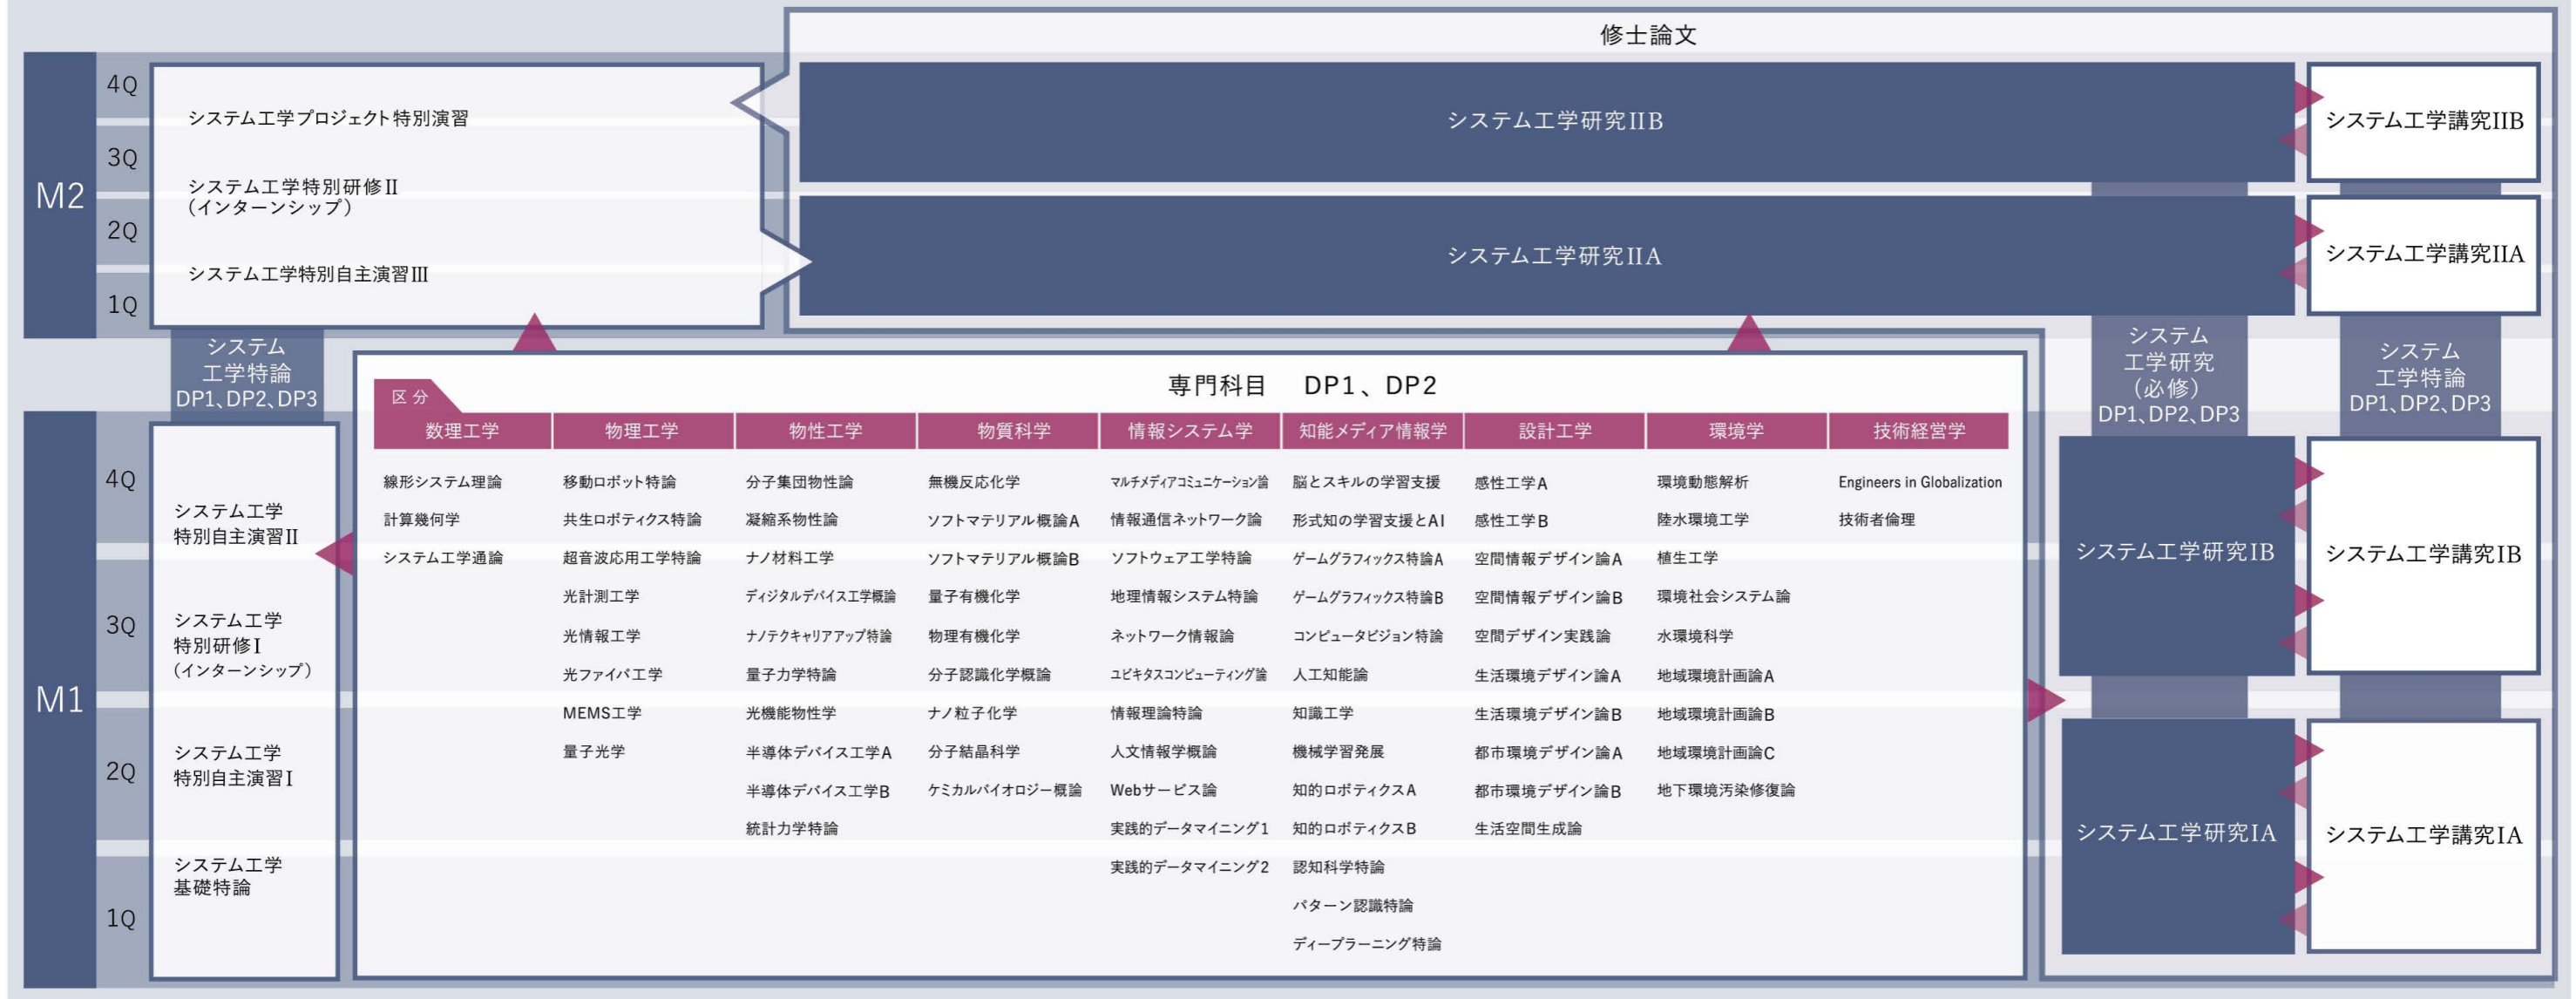 修士論文
M2
4Q
3Q
2Q
1Q
システム工学プロジェクト特別演習
システム工学特別研修II
(インターンシップ)
システム工学特別自主演習III
システム工学研究IIB
システム工学講究IIB
システム工学研究IIA
システム工学講究IIA
システム
工学特論
DP1、DP2、DP3
システム
工学研究
(必修)
DP1、DP2、DP3
システム
工学特論
DP1、DP2、DP3
M1
4Q
3Q
2Q
1Q
システム工学
特別自主演習II
システム工学
特別研修I
(インターンシップ)
システム工学
特別自主演習I
システム工学
基礎特論
専門科目 DP1、DP2
区分
数理工学
線形システム理論
計算幾何学
システム工学通論
物理工学
移動ロボット特論
共生ロボティクス特論
超音波応用工学特論
光計測工学
光情報工学
光ファイバ工学
MEMS工学
量子光学
物性工学
分子集団物性論
凝縮系物性論
ナノ材料工学
ディジタルデバイス工学概論
ナノテクキャリアアップ特論
量子力学特論
光機能物性学
半導体デバイス工学A
半導体デバイス工学B
統計力学特論
物質科学
無機反応化学
ソフトマテリアル概論A
ソフトマテリアル概論B
量子有機化学
物理有機化学
分子認識化学概論
ナノ粒子化学
分子結晶科学
ケミカルバイオロジー概論
情報システム学
マルチメディアコミュニケーション論
情報通信ネットワーク論
ソフトウェア工学特論
地理情報システム特論
ネットワーク情報論
ユビキタスコンピューティング論
情報理論特論
人文情報学概論
Webサービス論
実践的データマイニング1
実践的データマイニング2
知能メディア情報学
脳とスキルの学習支援
形式知の学習支援とAI
ゲームグラフィックス特論A
ゲームグラフィックス特論B
コンピュータビジョン特論
人工知能論
知識工学
機械学習発展
知的ロボティクスA
知的ロボティクスB
認知科学特論
パターン認識特論
ディープラーニング特論
設計工学
感性工学A
感性工学B
空間情報デザイン論A
空間情報デザイン論B
空間デザイン実践論
生活環境デザイン論A
生活環境デザイン論B
都市環境デザイン論A
都市環境デザイン論B
生活空間生成論
環境学
環境動態解析
陸水環境工学
植生工学
環境社会システム論
水環境科学
地域環境計画論A
地域環境計画論B
地域環境計画論C
地下環境汚染修復論
技術経営学
Engineers in Globalization
技術者倫理
システム工学研究IB
システム工学講究IB
システム工学研究IA
システム工学講究IA